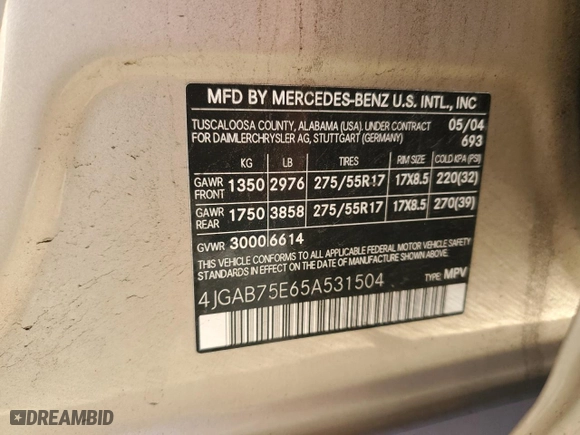 MFD BY MERCEDES-BENZ U.S. INTL., INC
TUSCALOOSA COUNTY, ALABAMA (USA). UNDER CONTRACT 05/04
FOR DAIMLERCHRYSLER AG, STUTTGART (GERMANY) 693
KG LB TIRES RIM SIZE COLD KPA (PSI)
GAWR FRONT 1350 2976 275/55R17 17X8.5 220(32)
GAWR REAR 1750 3858 275/55R17 17X8.5 270(39)
GVWR 3000 6614
THIS VEHICLE CONFORMS TO ALL APPLICABLE FEDERAL MOTOR VEHICLE SAFETY
STANDARDS IN EFFECT ON THE DATE OF MANUFACTURE SHOWN ABOVE.
4JGAB75E65A531504 TYPE: MPV
DREAMBID